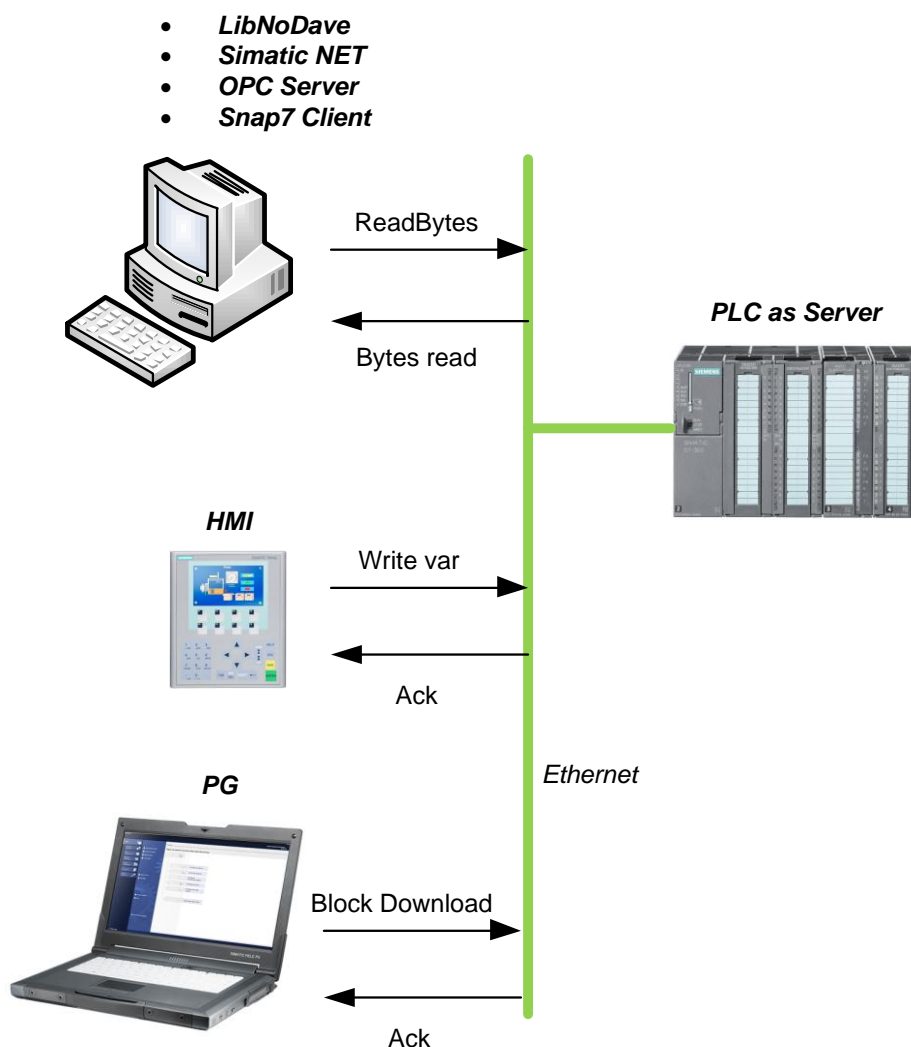 • LibNoDave
• Simatic NET
• OPC Server
• Snap7 Client
ReadBytes
Bytes read
PLC as Server
SIEMENS
HMI
Write var
Ack
Ethernet
PG
Block Download
Ack